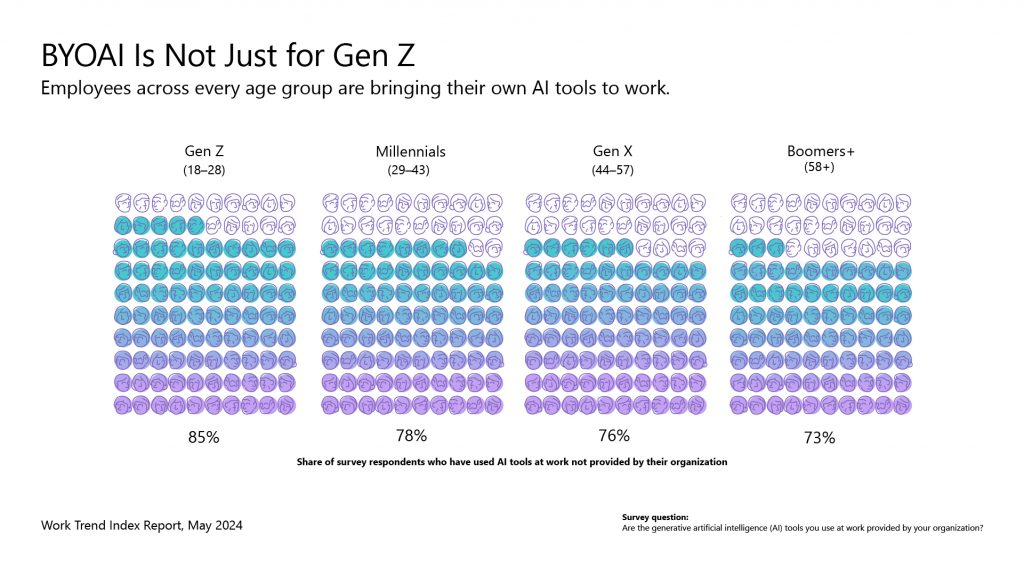 BYOAI Is Not Just for Gen Z
Employees across every age group are bringing their own AI tools to work.
Gen Z
(18–28)
Millennials
(29–43)
Gen X
(44–57)
Boomers+
(58+)
85%
78%
76%
73%
Share of survey respondents who have used AI tools at work not provided by their organization
Work Trend Index Report, May 2024
Survey question:
Are the generative artificial intelligence (AI) tools you use at work provided by your organization?